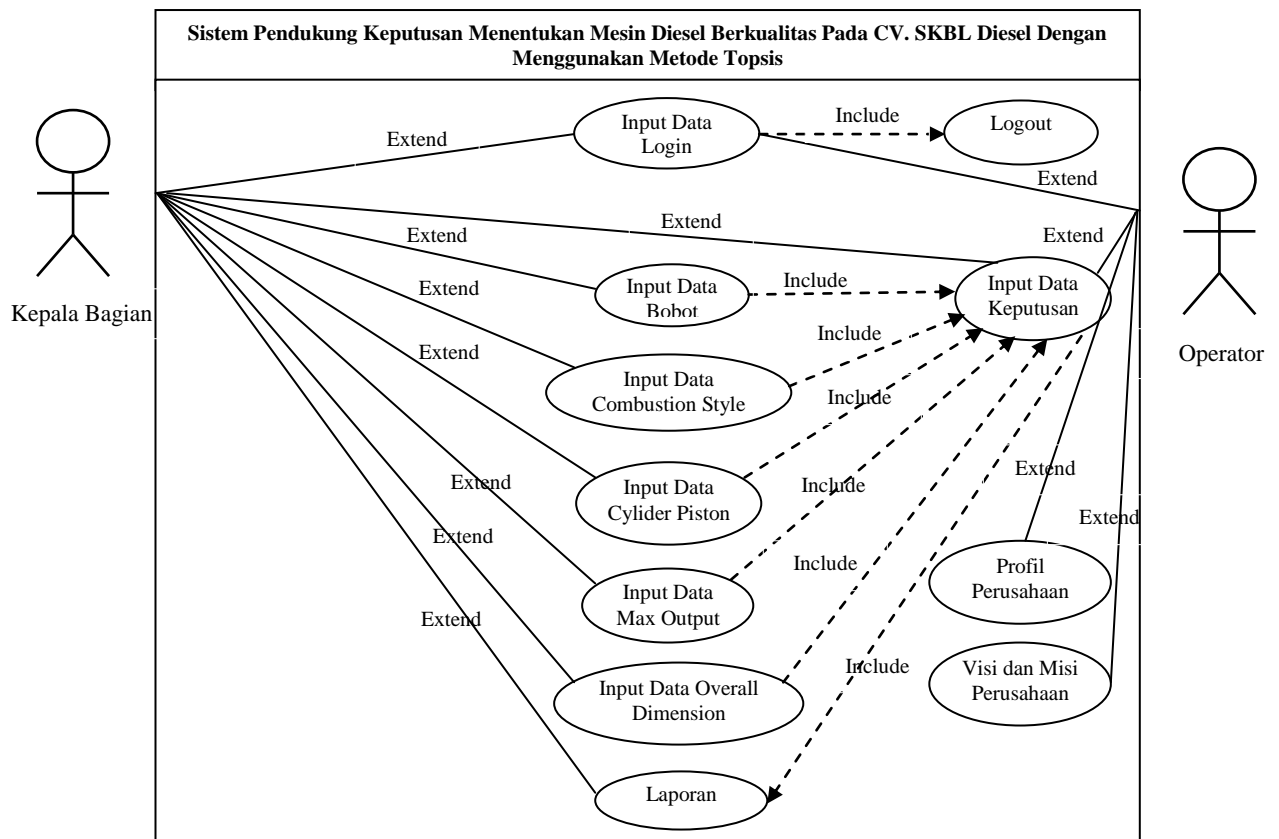 Sistem Pendukung Keputusan Menentukan Mesin Diesel Berkualitas Pada CV. SKBL Diesel Dengan
Menggunakan Metode Topsis
Include
Logout
Input Data
Login
Extend
Extend
Extend
Extend
Extend
Input Data
Keputusan
Include
Input Data
Bobot
Extend
Kepala Bagian
Operator
Include
Extend
Input Data
Combustion Style
Include
Extend
Extend
Include
Input Data
Cylider Piston
Extend
Extend
Include
Profil
Perusahaan
Input Data
Max Output
Extend
Include
Visi dan Misi
Perusahaan
Input Data Overall
Dimension
Laporan